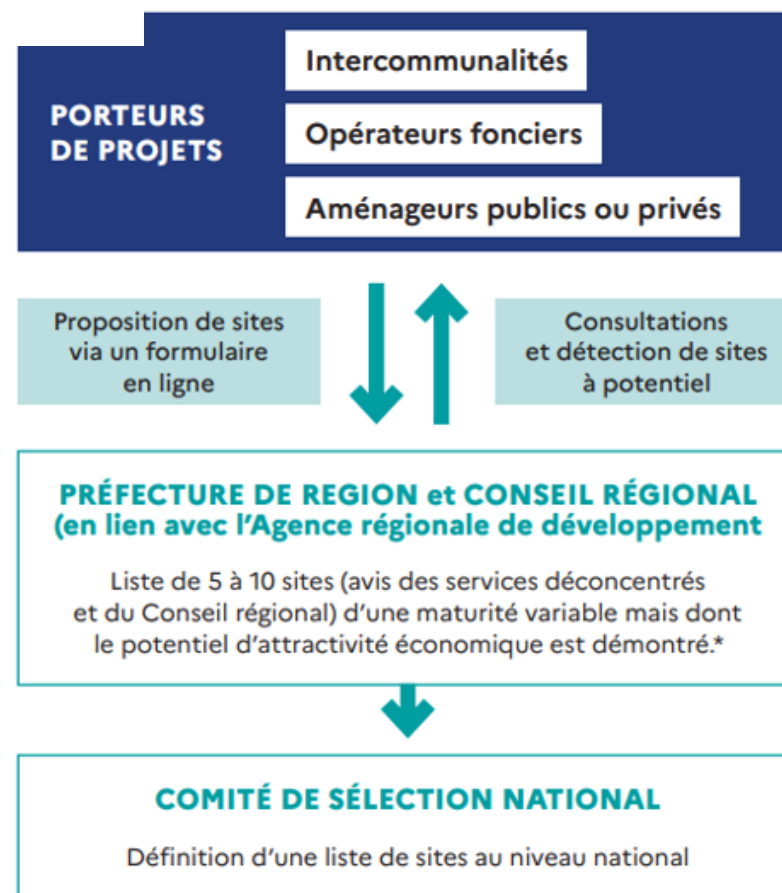 PORTEURS
DE PROJETS
Intercommunalités
Opérateurs fonciers
Aménageurs publics ou privés
Proposition de sites
via un formulaire
en ligne
Consultations
et détection de sites
à potentiel
PRÉFECTURE DE REGION et CONSEIL RÉGIONAL
(en lien avec l’Agence régionale de développement
Liste de 5 à 10 sites (avis des services déconcentrés
et du Conseil régional) d’une maturité variable mais dont
le potentiel d’attractivité économique est démontré.*
COMITÉ DE SÉLECTION NATIONAL
Définition d’une liste de sites au niveau national